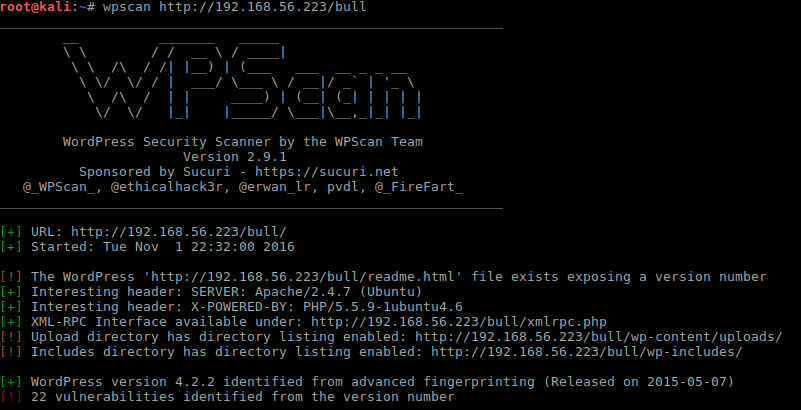 root@kali:~# wpscan http://192.168.56.223/bull
WPScan
WordPress Security Scanner by the WPScan Team
Version 2.9.1
Sponsored by Sucuri - https://sucuri.net
@_WPScan_, @ethicalhack3r, @erwan_lr, pvdl, @_FireFart_
[+] URL: http://192.168.56.223/bull/
[+] Started: Tue Nov  1 22:32:00 2016
[!] The WordPress 'http://192.168.56.223/bull/readme.html' file exists exposing a version number
[+] Interesting header: SERVER: Apache/2.4.7 (Ubuntu)
[+] Interesting header: X-POWERED-BY: PHP/5.5.9-1ubuntu4.6
[+] XML-RPC Interface available under: http://192.168.56.223/bull/xmlrpc.php
[!] Upload directory has directory listing enabled: http://192.168.56.223/bull/wp-content/uploads/
[!] Includes directory has directory listing enabled: http://192.168.56.223/bull/wp-includes/
[+] WordPress version 4.2.2 identified from advanced fingerprinting (Released on 2015-05-07)
[!] 22 vulnerabilities identified from the version number